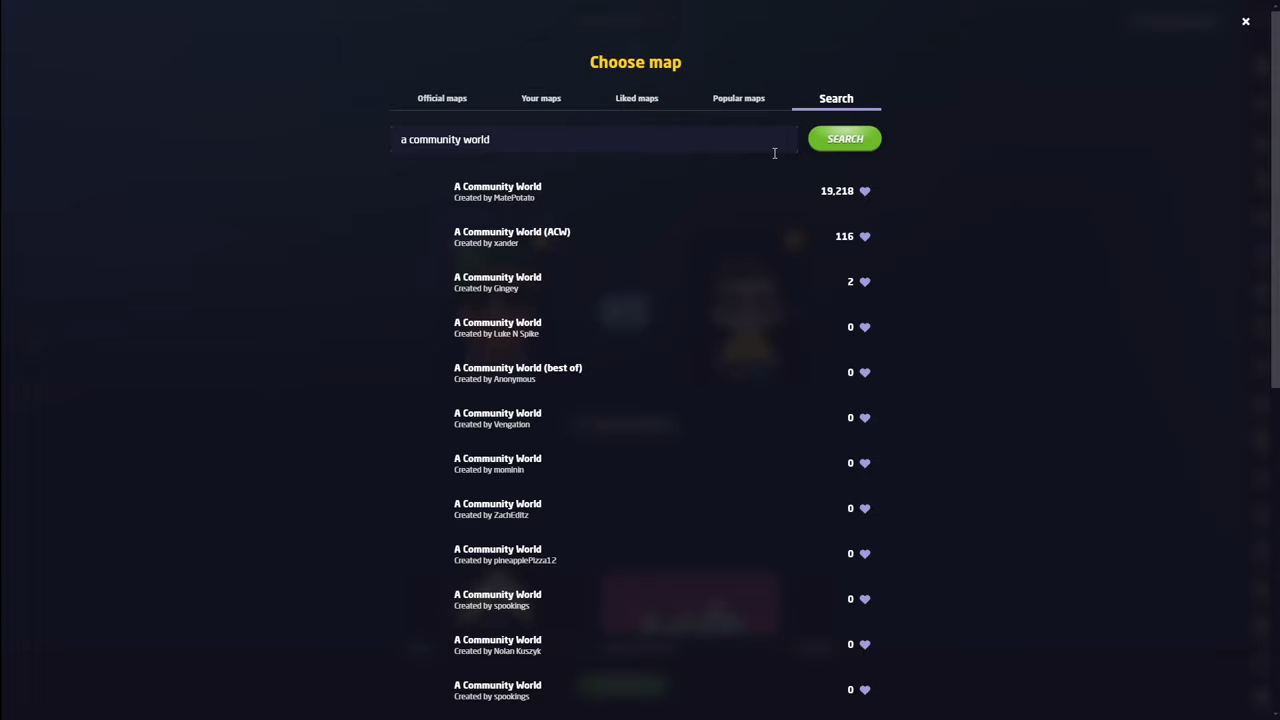 ×
Choose map
Official maps
Your maps
Liked maps
Popular maps
Search
a community world
SEARCH
A Community World
Created by MatePotato
19,218
A Community World (ACW)
Created by xander
116
A Community World
Created by Gingey
2
A Community World
Created by Luke N Spike
0
A Community World (best of)
Created by Anonymous
0
A Community World
Created by Vengation
0
A Community World
Created by mominin
0
A Community World
Created by ZachEditz
0
A Community World
Created by pineapplePizza12
0
A Community World
Created by spookings
0
A Community World
Created by Nolan Kuszyk
0
A Community World
Created by spookings
0